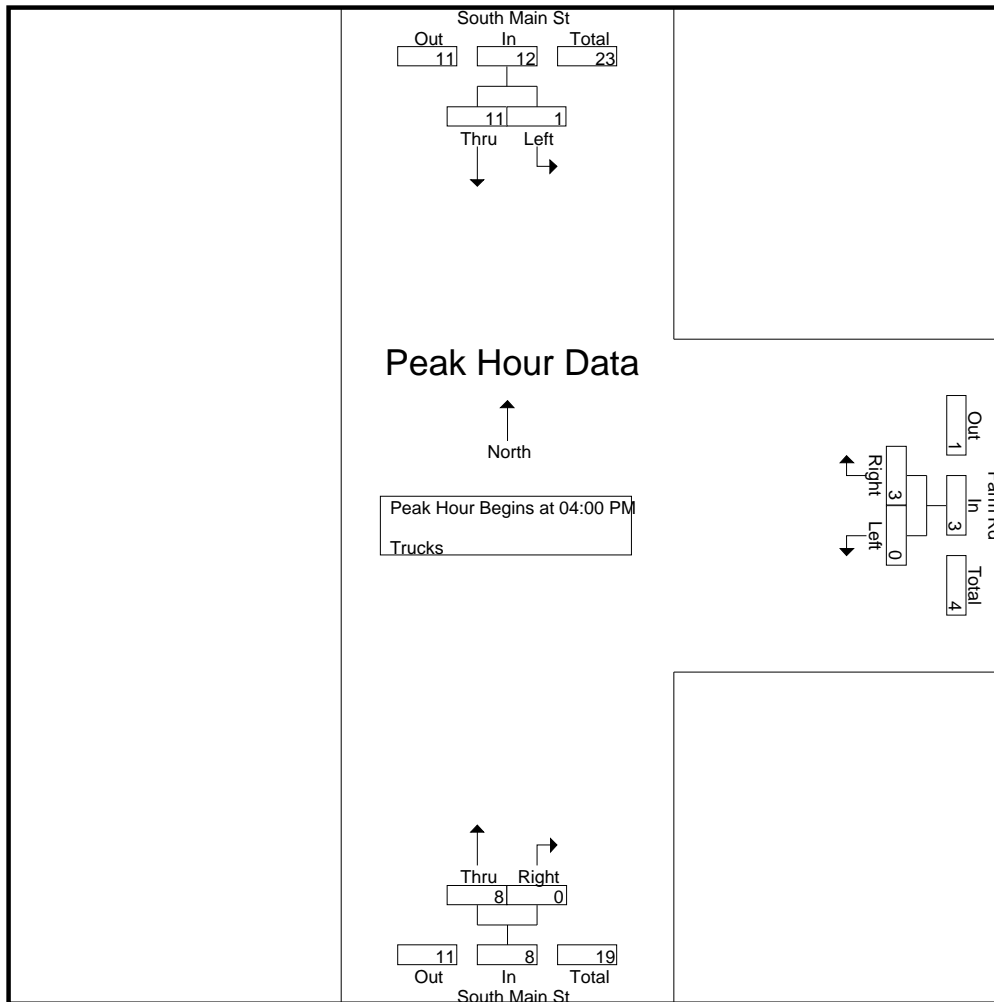 South Main St
Out In Total
11 12 23
11 1
Thru Left
Peak Hour Data
North
Peak Hour Begins at 04:00 PM
Trucks
Out
1
Right
3
In
3
Left
0
Total
4
Thru Right
8 0
11 8 19
Out In Total
South Main St